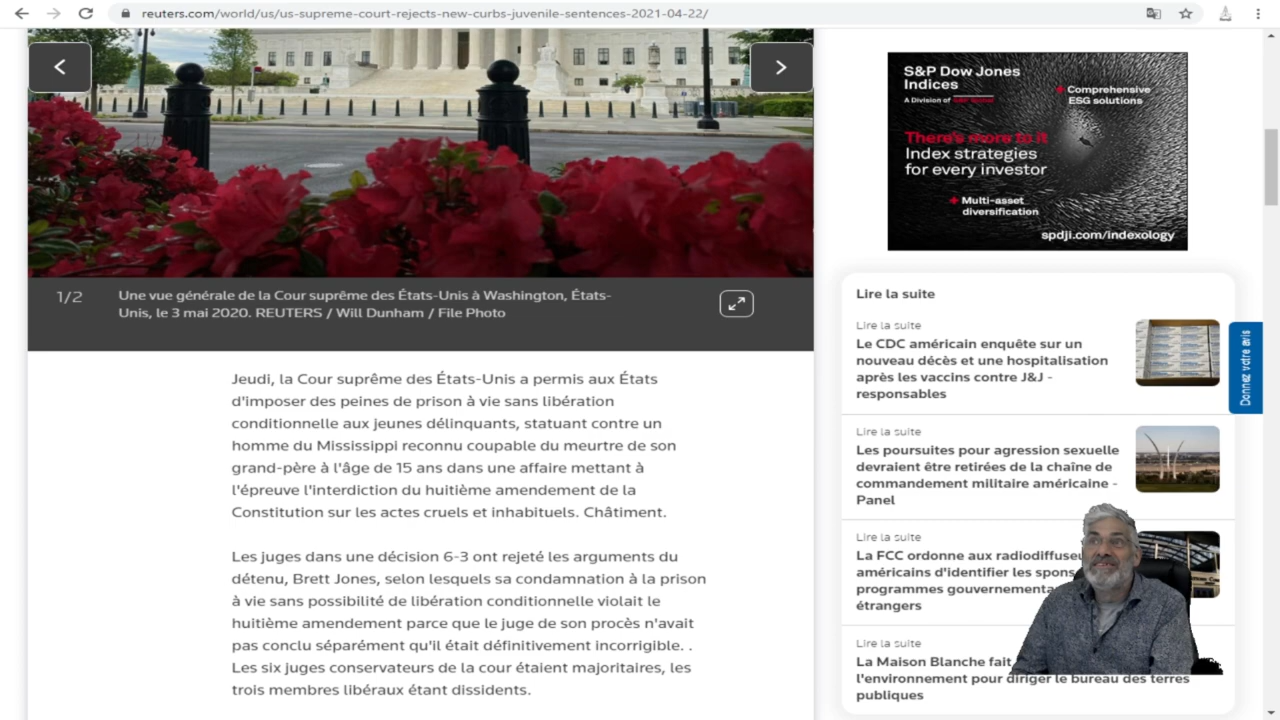 reuters.com/world/us/us-supreme-court-rejects-new-curbs-juvenile-sentences-2021-04-22/
1/2
Une vue générale de la Cour suprême des États-Unis à Washington, États-
Unis, le 3 mai 2020. REUTERS / Will Dunham / File Photo
Jeudi, la Cour suprême des États-Unis a permis aux États
d'imposer des peines de prison à vie sans libération
conditionnelle aux jeunes délinquants, statuant contre un
homme du Mississippi reconnu coupable du meurtre de son
grand-père à l'âge de 15 ans dans une affaire mettant à
l'épreuve l'interdiction du huitième amendement de la
Constitution sur les actes cruels et inhabituels. Châtiment.
Les juges dans une décision 6-3 ont rejeté les arguments du
détenu, Brett Jones, selon lesquels sa condamnation à la prison
à vie sans possibilité de libération conditionnelle violait le
huitième amendement parce que le juge de son procès n'avait
pas conclu séparément qu'il était définitivement incorrigible. .
Les six juges conservateurs de la cour étaient majoritaires, les
trois membres libéraux étant dissidents.
S&P Dow Jones
Indices
A Division of
Comprehensive
ESG solutions
There's more to it
Index strategies
for every investor
Multi-asset
diversification
spdji.com/indexology
Lire la suite
Lire la suite
Le CDC américain enquête sur un
nouveau décès et une hospitalisation
après les vaccins contre J&J -
responsables
Lire la suite
Les poursuites pour agression sexuelle
devraient être retirées de la chaîne de
commandement militaire américaine -
Panel
Lire la suite
La FCC ordonne aux
américains d'identifier les
programmes
étrangers
Lire la suite
La Maison Blanche fait
l'environnement pour diriger le bureau des terres
publiques
Donnez votre avis